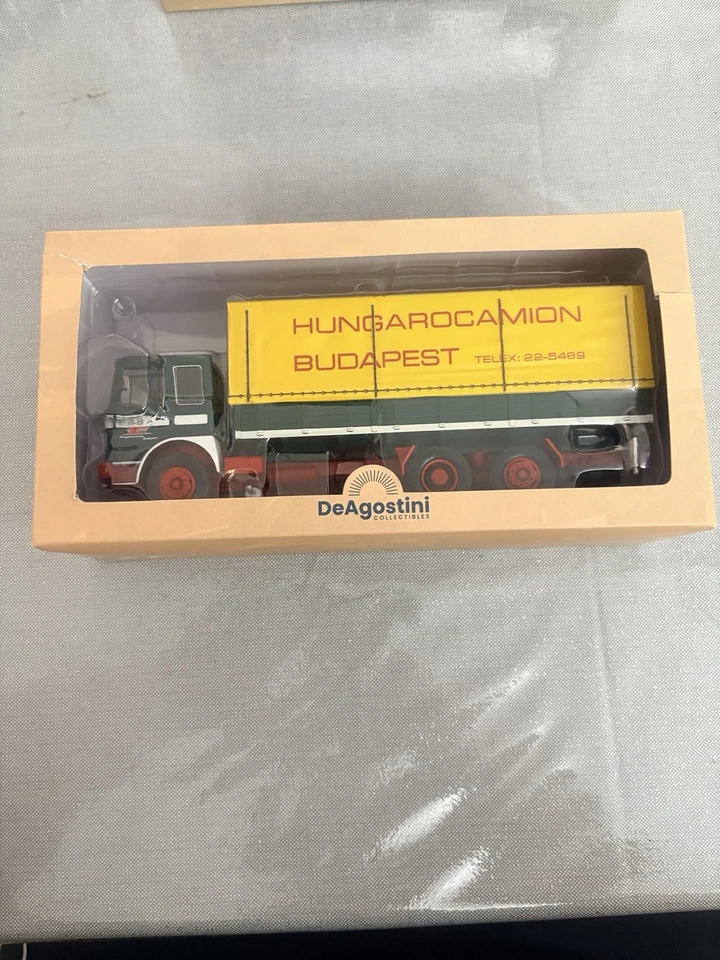 HUNGAROCAMION
BUDAPEST TELEX: 22-5489
DeAgostini
COLLECTIBLES